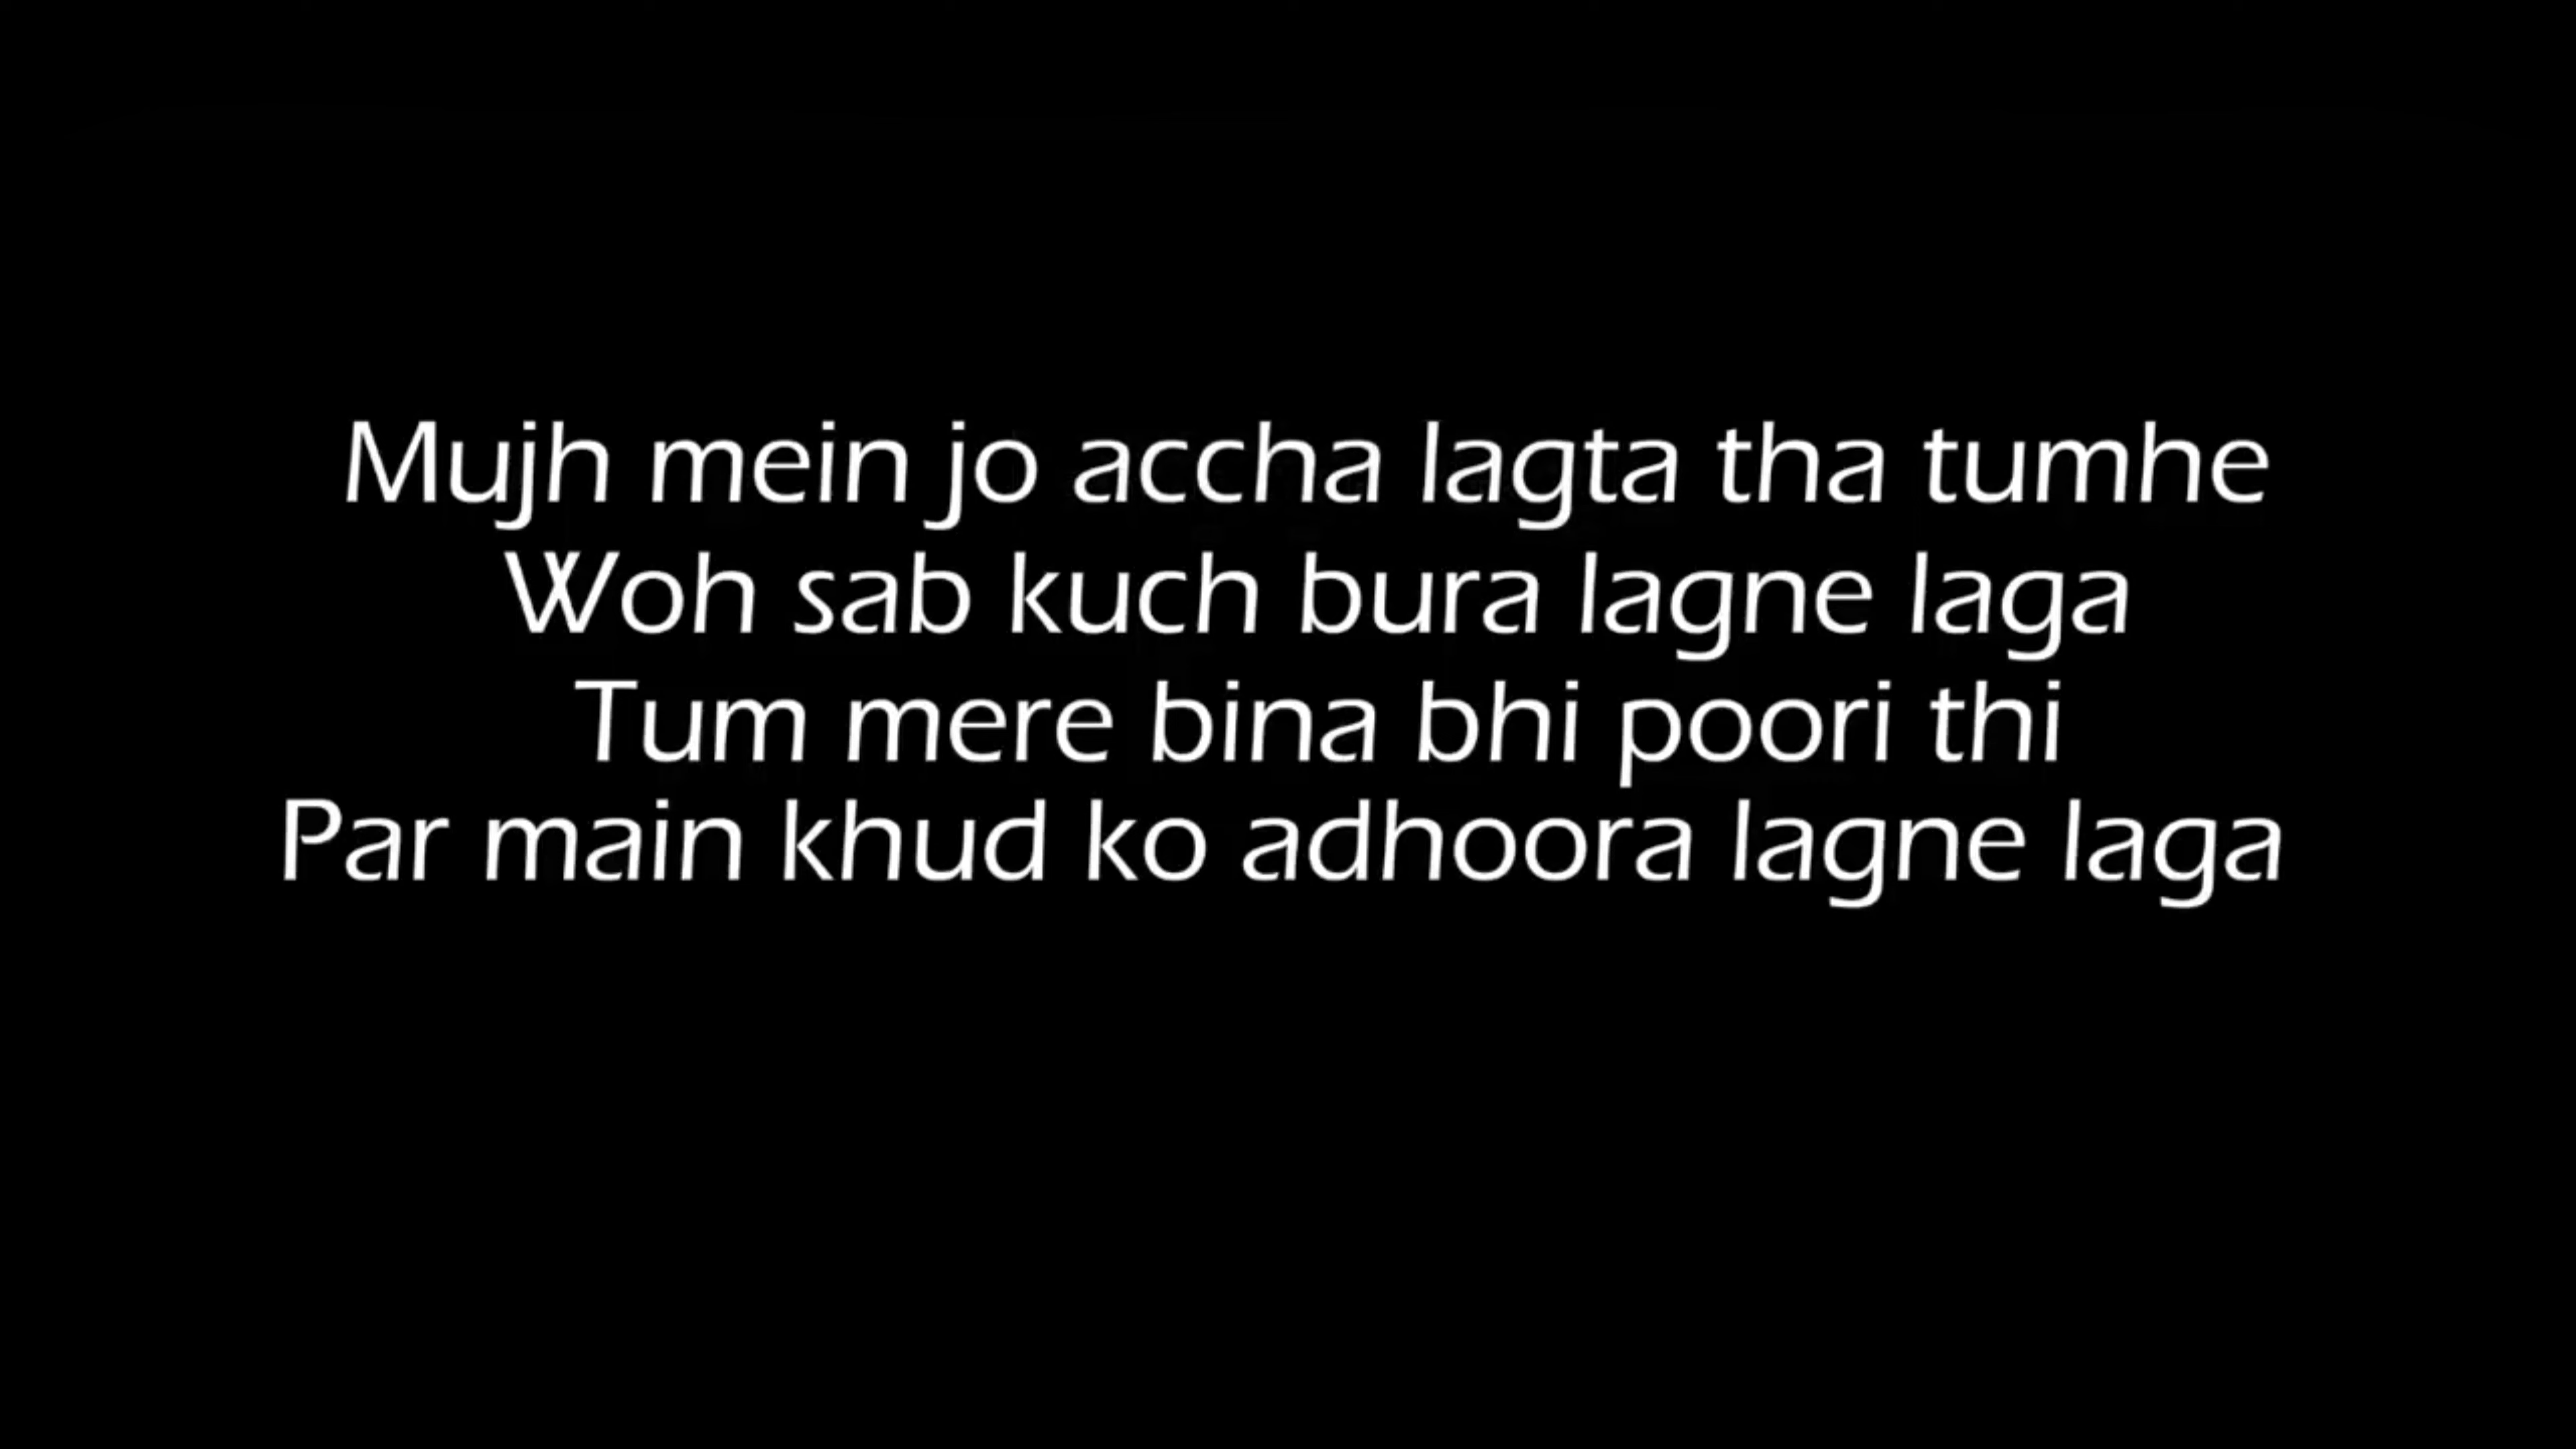 Mujh mein jo accha lagta tha tumhe
Woh sab kuch bura lagne laga
Tum mere bina bhi poori thi
Par main khud ko adhoora lagne laga